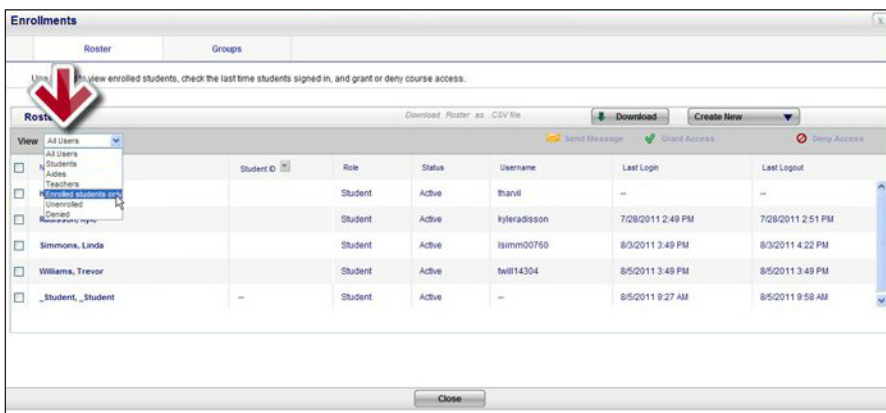 Enrollments
x
Roster Groups
view enrolled students, check the last time students signed in, and grant or deny course access.
Download Roster as .CSV file Download Create New
View All Users Send Message Grant Access Deny Access
All Users
Students
Aides
Teachers
Enrolled students only
Unenrolled
Denied
Student ID Role Status Username Last Login Last Logout
Student Active tharvil -- --
Student Active kyleradisson 7/28/2011 2:49 PM 7/28/2011 2:51 PM
Simmons, Linda Student Active lsimm00760 8/3/2011 3:49 PM 8/3/2011 4:22 PM
Williams, Trevor Student Active twill14304 8/5/2011 3:49 PM 8/5/2011 3:49 PM
_Student, _Student -- Student Active -- 8/5/2011 9:27 AM 8/5/2011 9:58 AM
Close